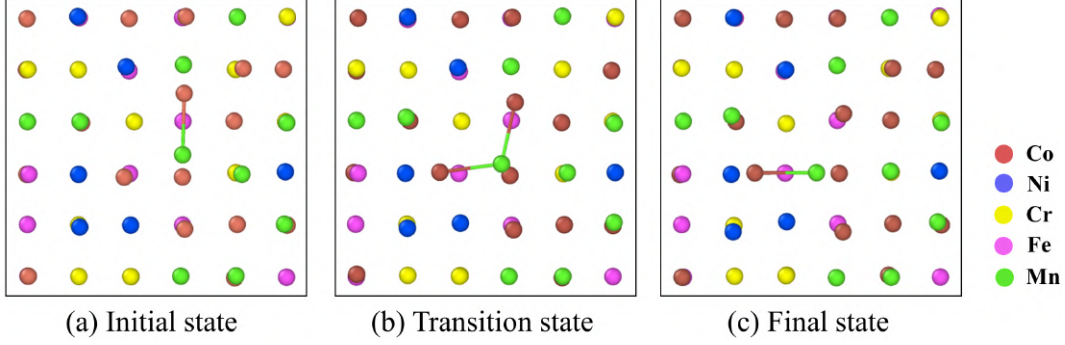 Co
Ni
Cr
Fe
Mn
(a) Initial state
(b) Transition state
(c) Final state